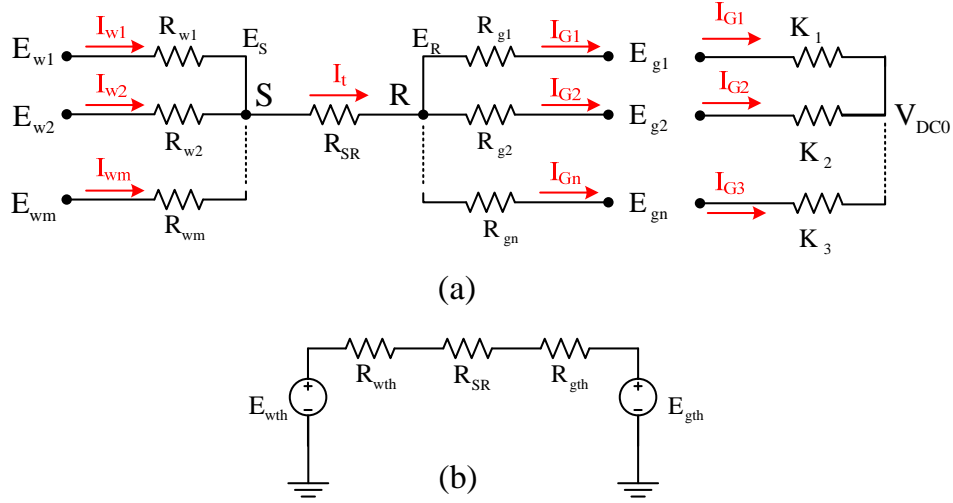 I_w1 R_w1 E_S E_R R_g1 I_G1 I_G1 K_1
E_w1 E_g1
I_w2 I_t I_G2 I_G2
E_w2 R_w2 S R_SR R R_g2 E_g2 K_2 V_DC0
I_wm I_Gn I_G3
E_wm R_wm R_gn E_gn K_3
(a)
R_wth R_SR R_gth
E_wth + − + − E_gth
(b)